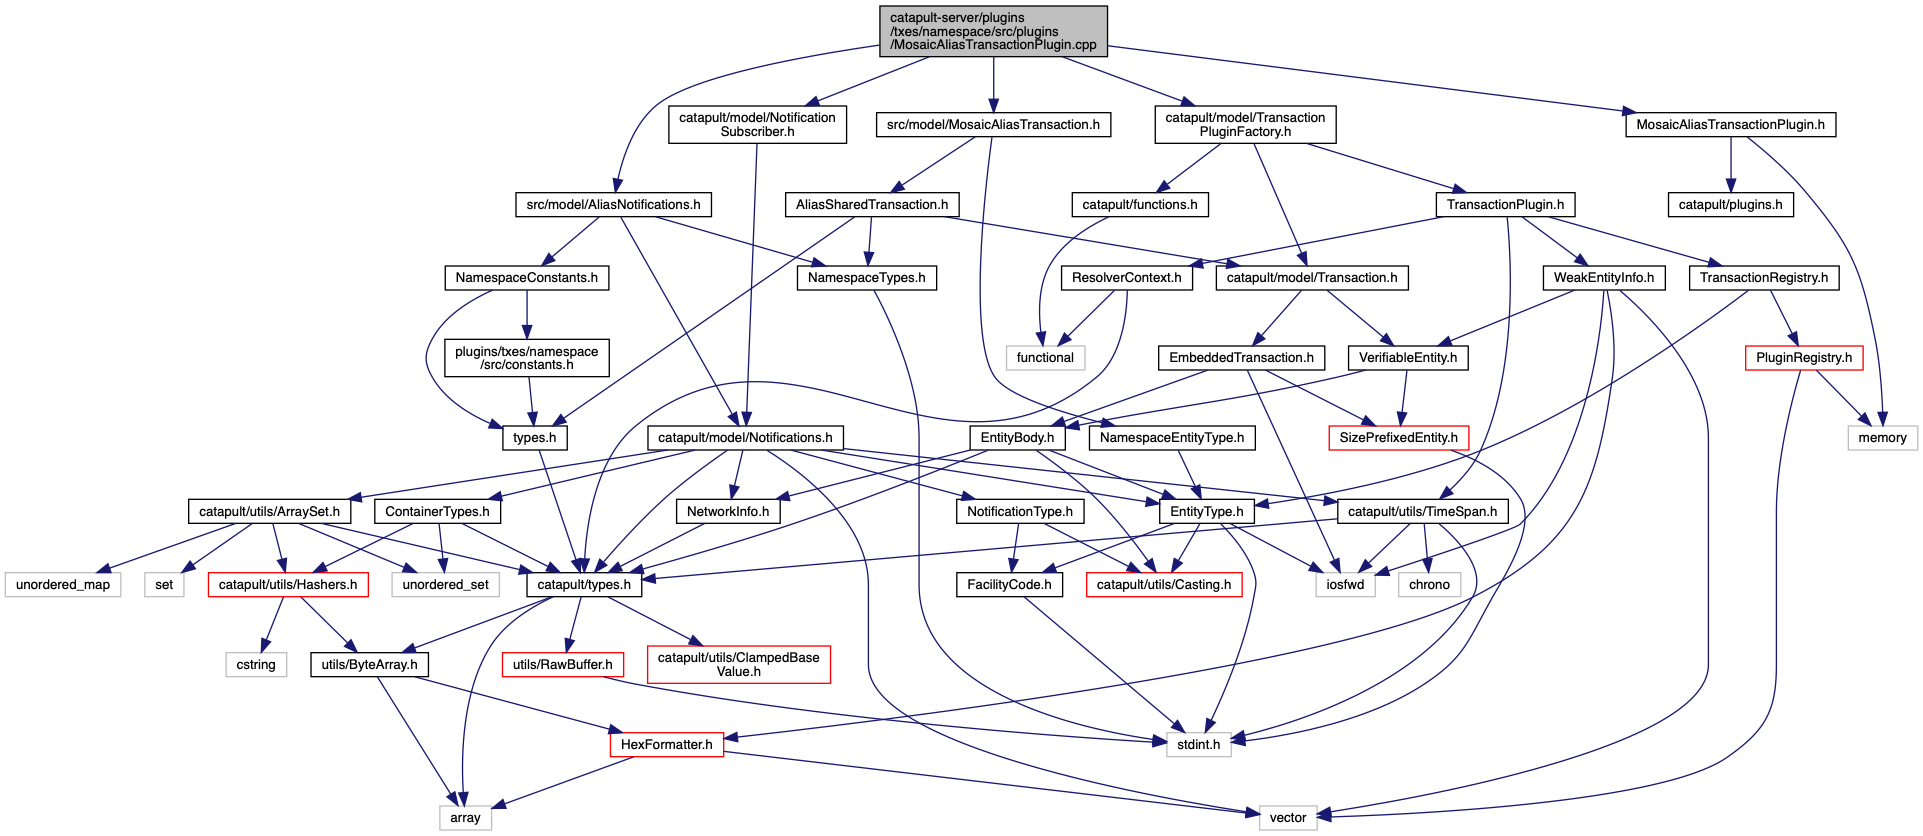 catapult-server/plugins
/txes/namespace/src/plugins
/MosaicAliasTransactionPlugin.cpp
catapult/model/Notification
Subscriber.h
src/model/MosaicAliasTransaction.h
catapult/model/Transaction
PluginFactory.h
MosaicAliasTransactionPlugin.h
src/model/AliasNotifications.h
AliasSharedTransaction.h
catapult/functions.h
TransactionPlugin.h
catapult/plugins.h
NamespaceConstants.h
NamespaceTypes.h
ResolverContext.h
catapult/model/Transaction.h
WeakEntityInfo.h
TransactionRegistry.h
plugins/txes/namespace
/src/constants.h
functional
EmbeddedTransaction.h
VerifiableEntity.h
PluginRegistry.h
types.h
catapult/model/Notifications.h
EntityBody.h
NamespaceEntityType.h
SizePrefixedEntity.h
memory
catapult/utils/ArraySet.h
ContainerTypes.h
NetworkInfo.h
NotificationType.h
EntityType.h
catapult/utils/TimeSpan.h
unordered_map
set
catapult/utils/Hashers.h
unordered_set
catapult/types.h
FacilityCode.h
catapult/utils/Casting.h
iosfwd
chrono
cstring
utils/ByteArray.h
utils/RawBuffer.h
catapult/utils/ClampedBase
Value.h
HexFormatter.h
stdint.h
array
vector